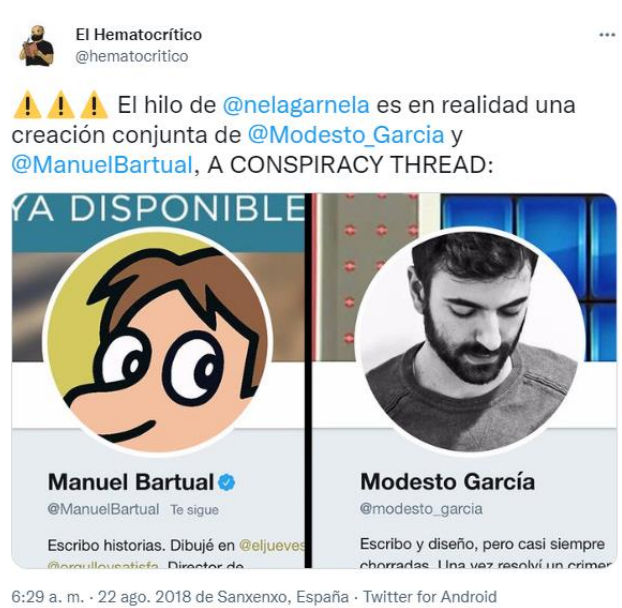 El Hematocrítico
@hematocritico
El hilo de @nelagarnela es en realidad una
creación conjunta de @Modesto_Garcia y
@ManuelBartual, A CONSPIRACY THREAD:
YA DISPONIBLE
Manuel Bartual
@ManuelBartual Te sigue
Escribo historias. Dibujé en @eljueves
@orgulloysatisfa. Director de
Modesto García
@modesto_garcia
Escribo y diseño, pero casi siempre
chorradas. Una vez resolví un crimen
6:29 a. m. · 22 ago. 2018 de Sanxenxo, España · Twitter for Android